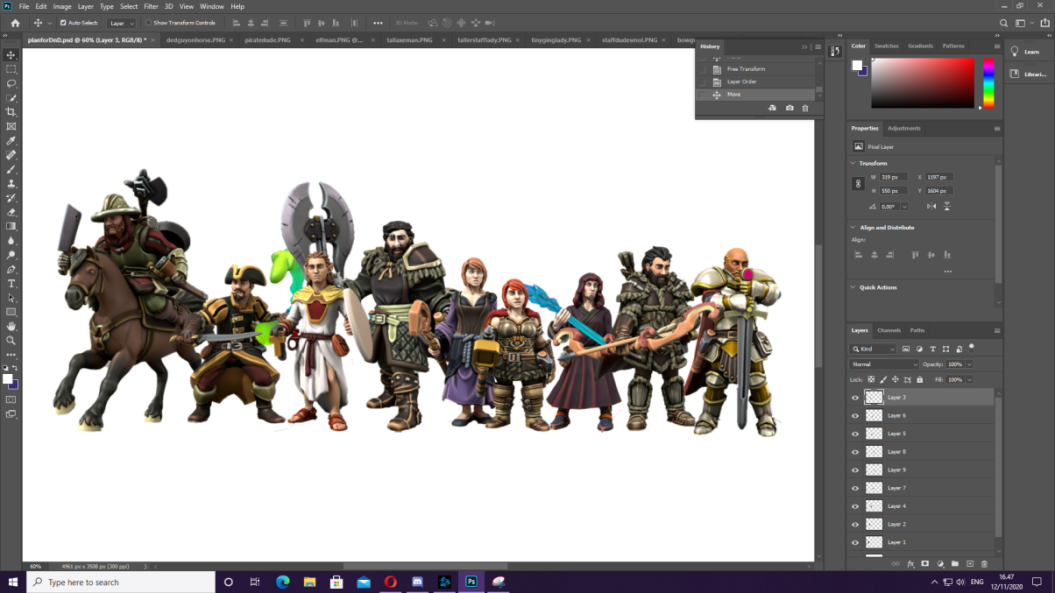 File Edit Image Layer Type Select Filter 3D View Window Help
Auto-Select: Layer Show Transform Controls 3D Mode:
planforDnD.psd @ 60% (Layer 3, RGB/8) * dedguyonhorse.PNG piratedude.PNG elfman.PNG @... tallaxeman.PNG tallerstafflady.PNG tinyginglady.PNG staffdudesmol.PNG
History
Free Transform
Layer Order
Move
Color Swatches Gradients Patterns
Learn
Librari...
Properties Adjustments
Pixel Layer
Transform
W 319 px X 1197 px
H 550 px Y 1604 px
0,00°
Align and Distribute
Align:
Quick Actions
Layers Channels Paths
Kind
Normal Opacity: 100%
Lock: Fill: 100%
Layer 3
Layer 6
Layer 5
Layer 8
Layer 9
Layer 7
Layer 4
Layer 2
Layer 1
60% 4961 px x 3508 px (300 ppi)
Type here to search
ENG
16.47
12/11/2020